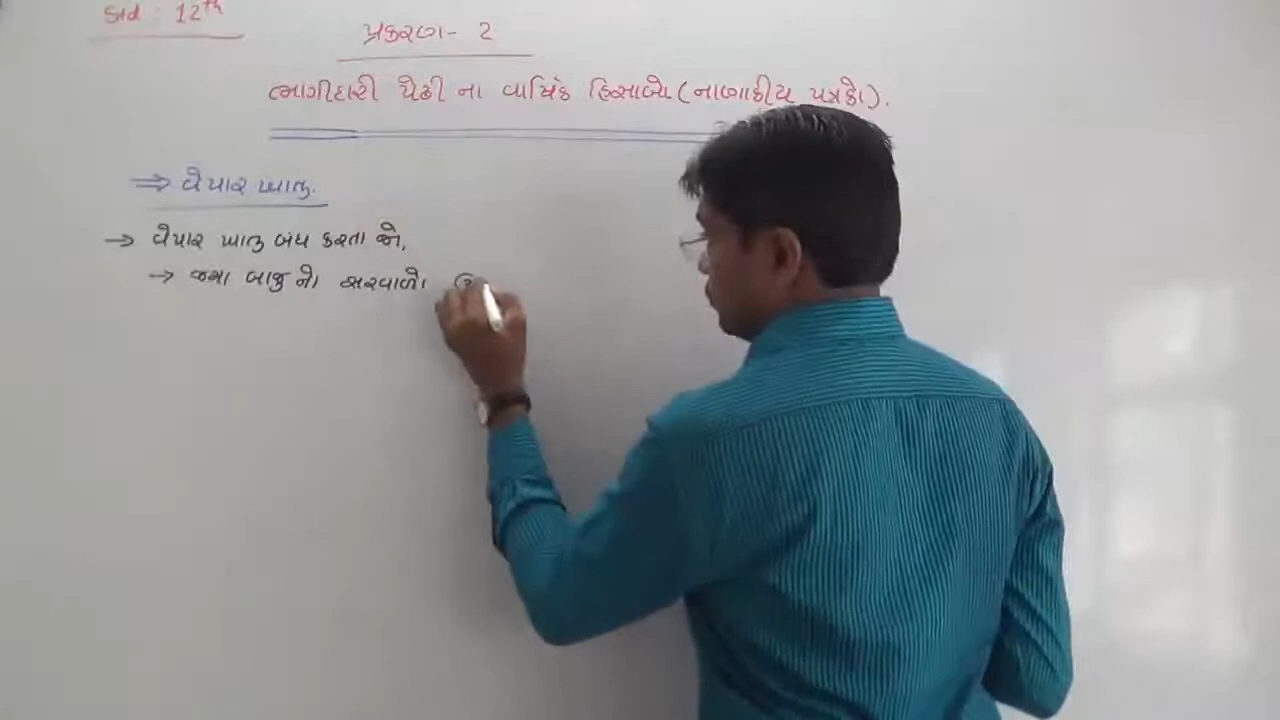 Std : 12th
પ્રકરણ - 2
ભાગીદારી પેઢી ના વાર્ષિક હિસાબો (નાણાકીય પત્રકો).
⇒ વેપાર ખાતુ.
→ વેપાર ખાતુ બંધ કરતા જો,
→ જમા બાજુ નો સરવાળો